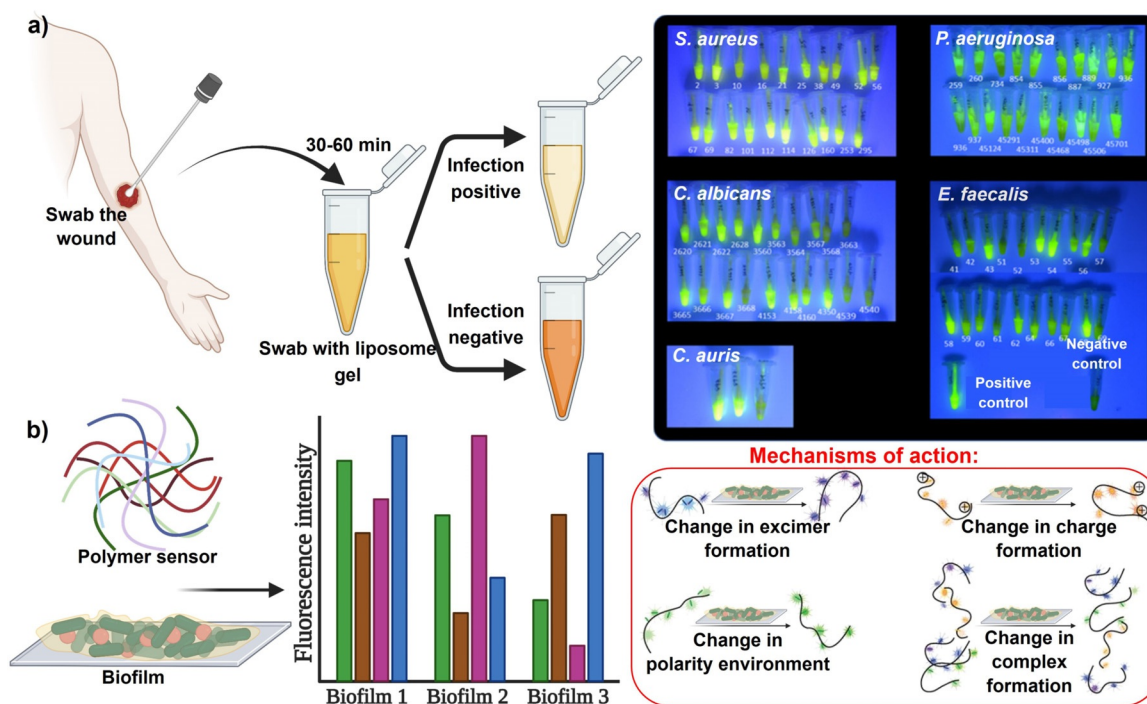 a)
Swab the
wound
30-60 min
Swab with liposome
gel
Infection
positive
Infection
negative
S. aureus
2 3 10 16 21 25 38 49 52 56
67 69 82 101 112 114 126 160 253 295
P. aeruginosa
259 260 734 854 855 856 887 889 927 936
936 937 45124 45291 45311 45400 45468 45498 45506 45701
C. albicans
2620 2621 2622 2628 3560 3563 3564 3567 3568 3663
3665 3666 3667 3668 4153 4158 4160 4350 4539 4540
E. faecalis
41 42 43 51 52 53 54 55 56 57
58 59 60 61 62 64 66 67
Negative
control
Positive
control
C. auris
b)
Polymer sensor
Biofilm
Fluorescence intensity
Biofilm 1 Biofilm 2 Biofilm 3
Mechanisms of action:
Change in excimer
formation
Change in charge
formation
Change in
polarity environment
Change in
complex
formation